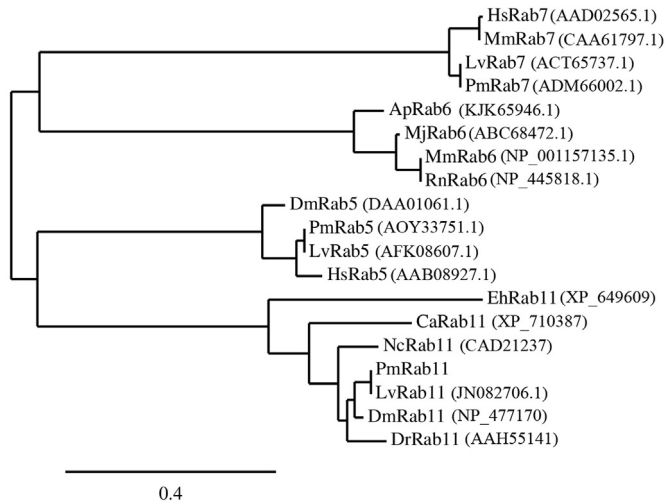 HsRab7 (AAD02565.1)
MmRab7 (CAA61797.1)
LvRab7 (ACT65737.1)
PmRab7 (ADM66002.1)
ApRab6 (KJK65946.1)
MjRab6 (ABC68472.1)
MmRab6 (NP_001157135.1)
RnRab6 (NP_445818.1)
DmRab5 (DAA01061.1)
PmRab5 (AOY33751.1)
LvRab5 (AFK08607.1)
HsRab5 (AAB08927.1)
EhRab11 (XP_649609)
CaRab11 (XP_710387)
NcRab11 (CAD21237)
PmRab11
LvRab11 (JN082706.1)
DmRab11 (NP_477170)
DrRab11 (AAH55141)
0.4